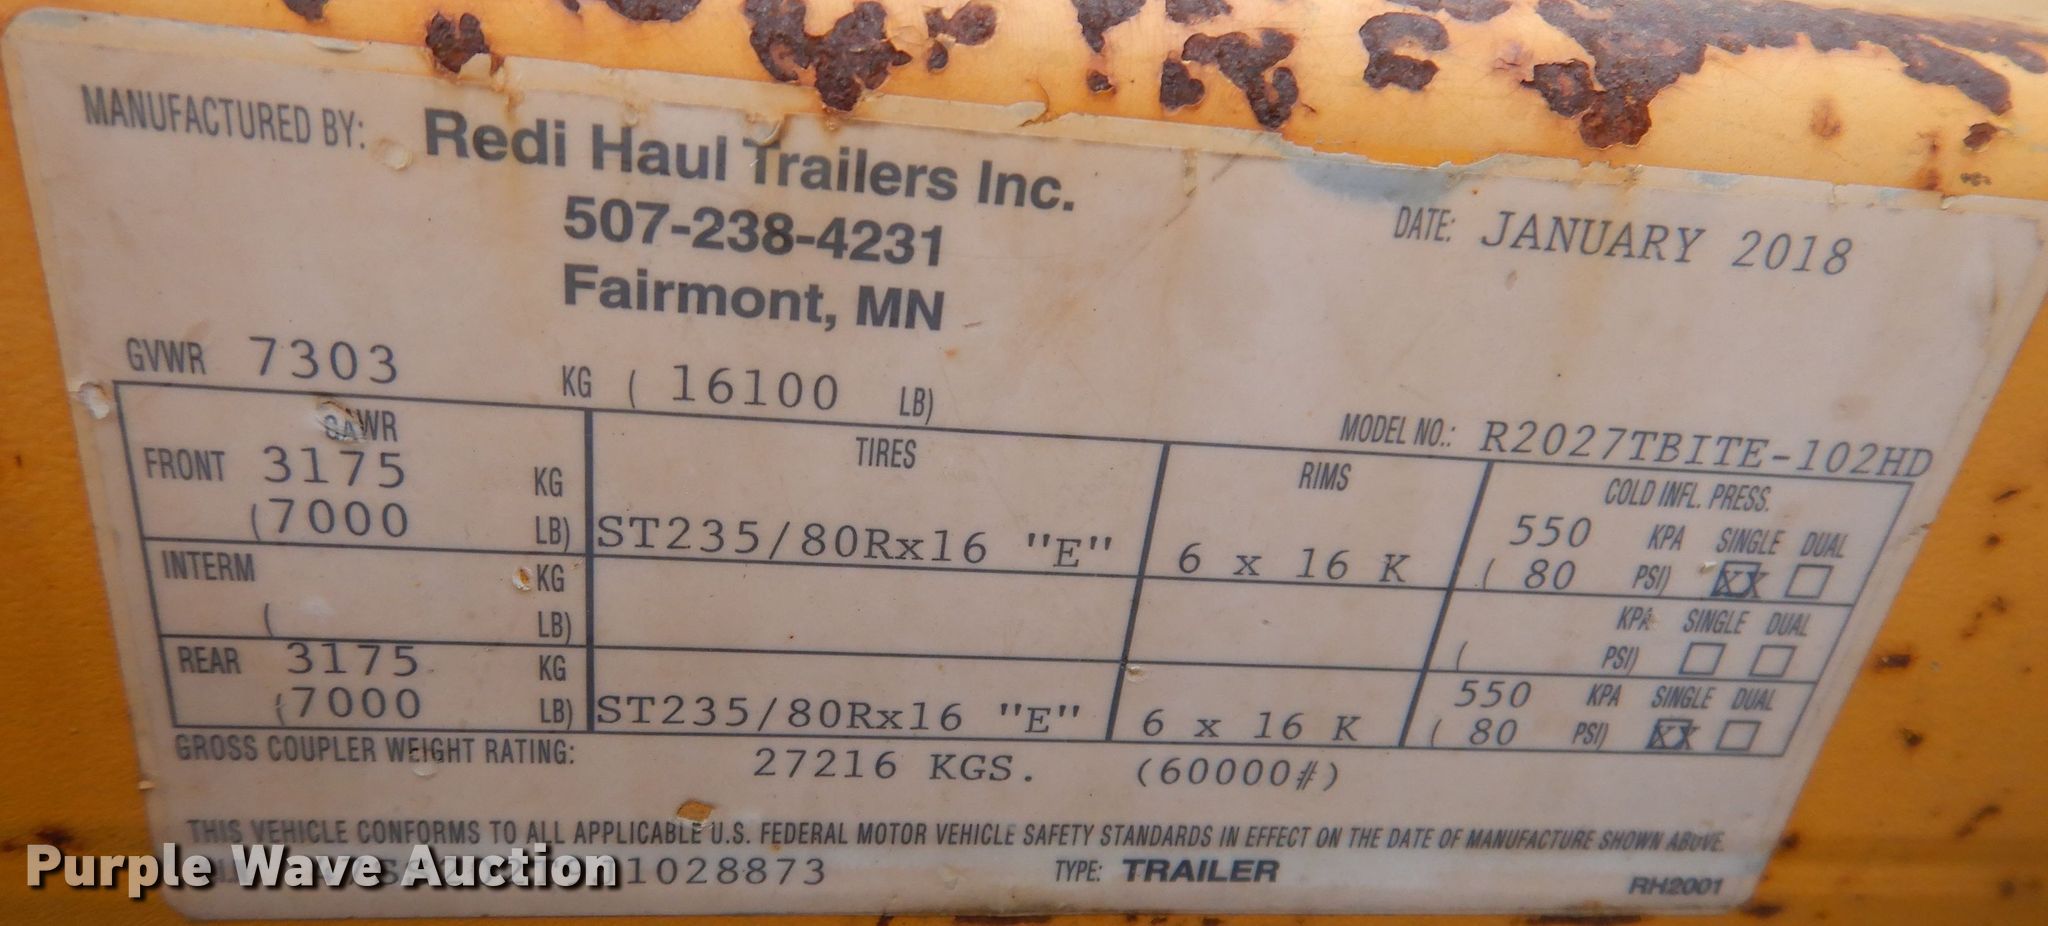 MANUFACTURED BY: Redi Haul Trailers Inc.
507-238-4231
Fairmont, MN
DATE: JANUARY 2018
GVWR 7303 KG ( 16100 LB)
MODEL NO.: R2027TBITE-102HD
GAWR TIRES RIMS COLD INFL. PRESS.
FRONT 3175 KG 550 KPA SINGLE DUAL
(7000 LB) ST235/80Rx16 "E" 6 x 16 K ( 80 PSI) XX
INTERM KG KPA SINGLE DUAL
( LB) ( PSI)
REAR 3175 KG 550 KPA SINGLE DUAL
(7000 LB) ST235/80Rx16 "E" 6 x 16 K ( 80 PSI) XX
GROSS COUPLER WEIGHT RATING: 27216 KGS. (60000#)
THIS VEHICLE CONFORMS TO ALL APPLICABLE U.S. FEDERAL MOTOR VEHICLE SAFETY STANDARDS IN EFFECT ON THE DATE OF MANUFACTURE SHOWN ABOVE.
1028873 TYPE: TRAILER RH2001
Purple Wave Auction